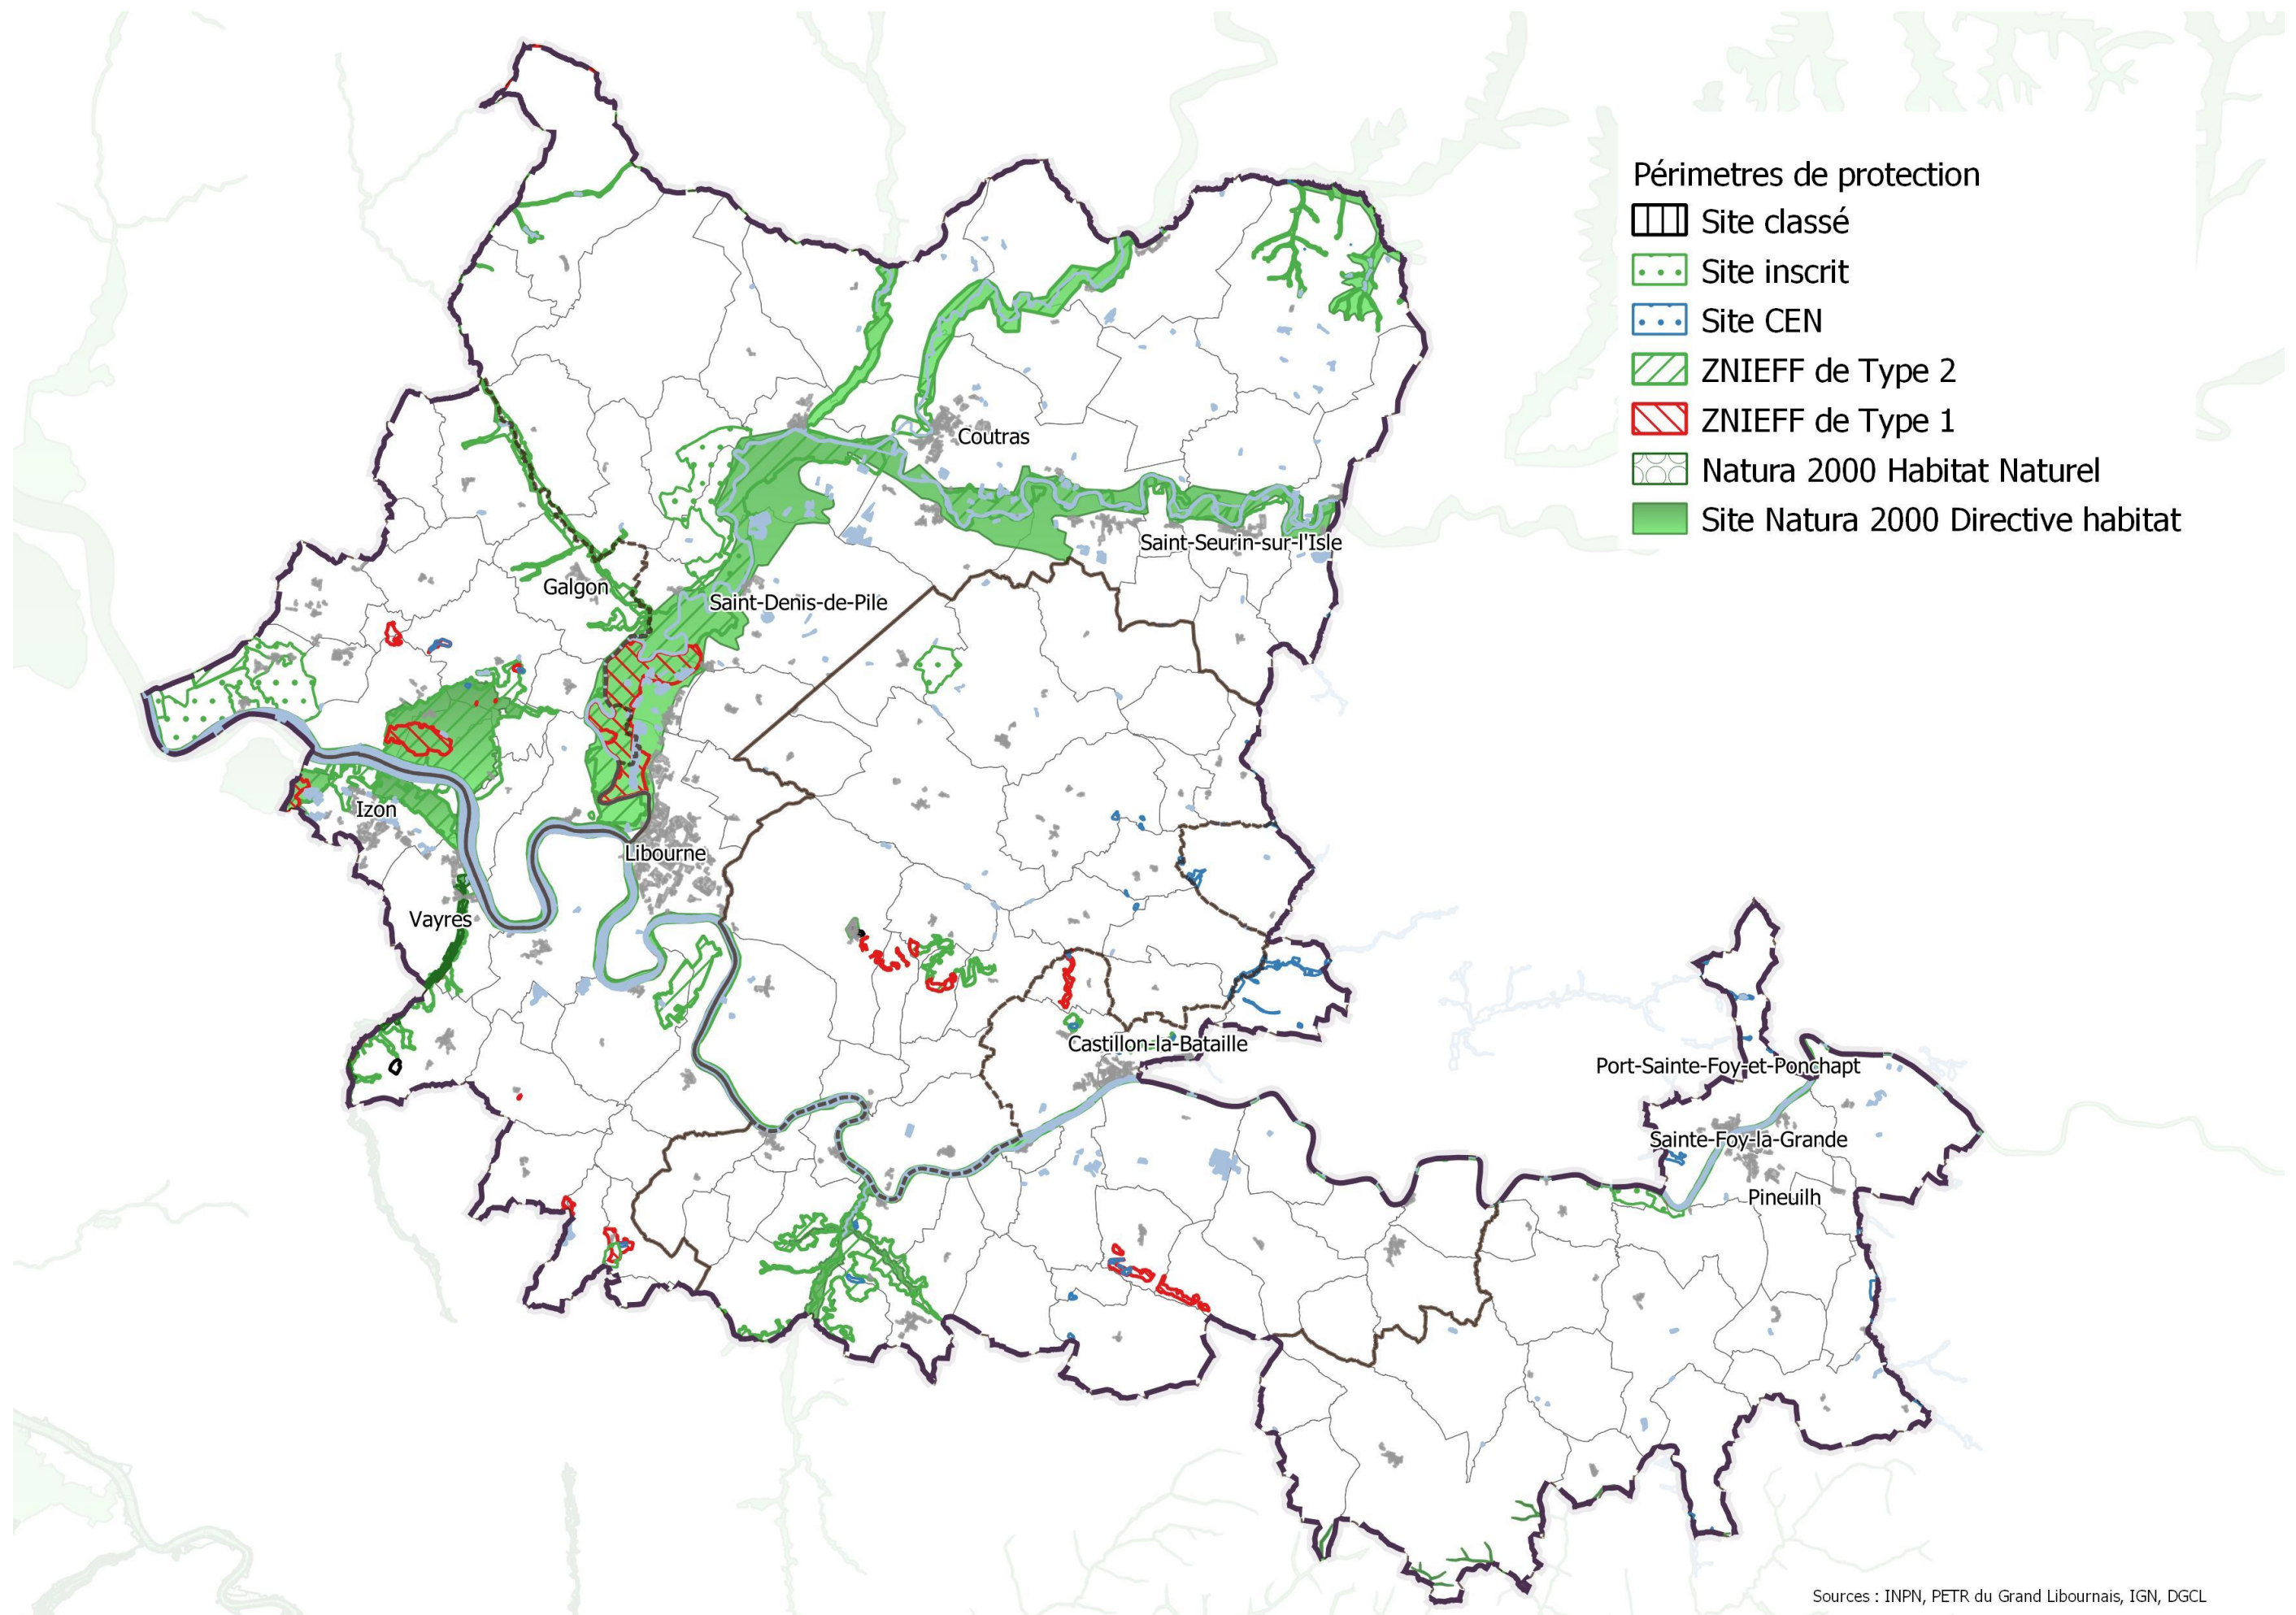 Périmetres de protection
Site classé
Site inscrit
Site CEN
ZNIEFF de Type 2
ZNIEFF de Type 1
Natura 2000 Habitat Naturel
Site Natura 2000 Directive habitat
Coutras
Saint-Seurin-sur-l'Isle
Galgon
Saint-Denis-de-Pile
Izon
Libourne
Vayres
Castillon-la-Bataille
Port-Sainte-Foy-et-Ponchapt
Sainte-Foy-la-Grande
Pineuilh
Sources : INPN, PETR du Grand Libournais, IGN, DGCL